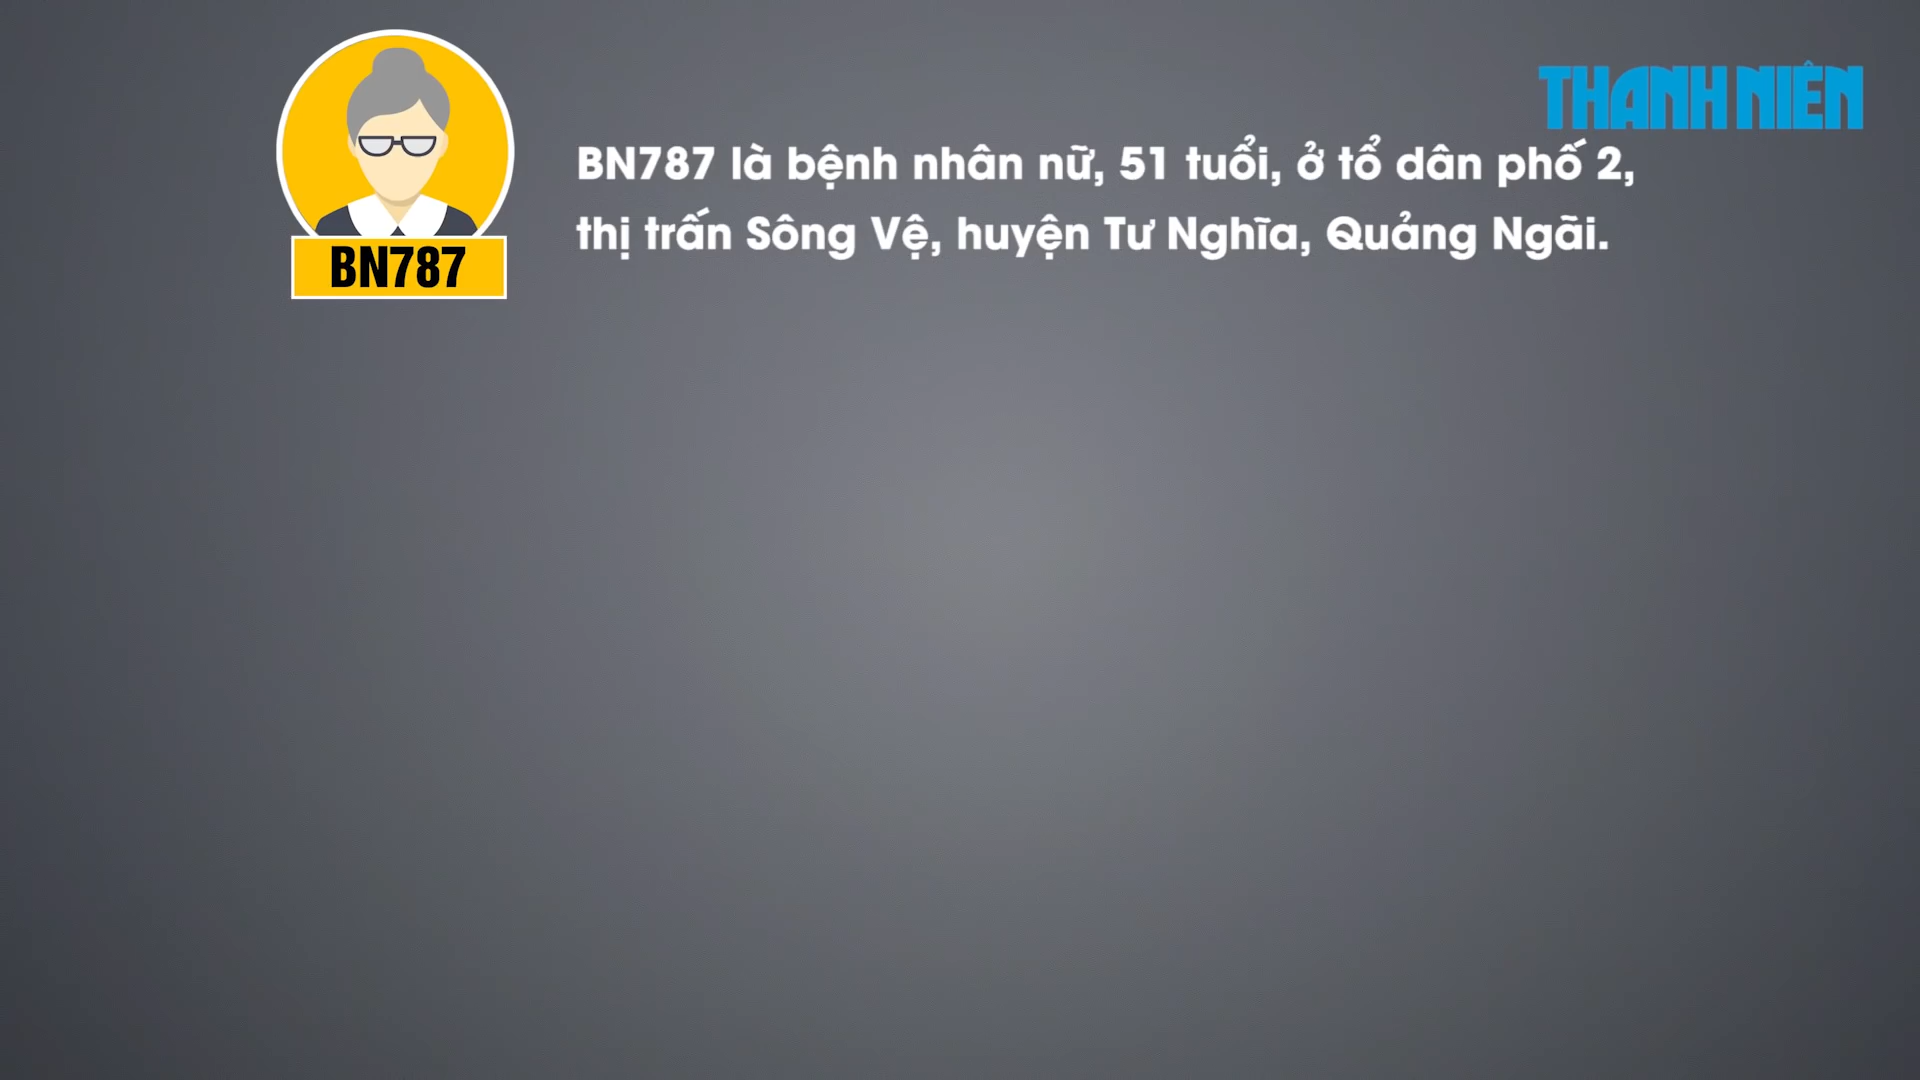 THANH NIÊN
BN787 là bệnh nhân nữ, 51 tuổi, ở tổ dân phố 2,
thị trấn Sông Vệ, huyện Tư Nghĩa, Quảng Ngãi.
BN787